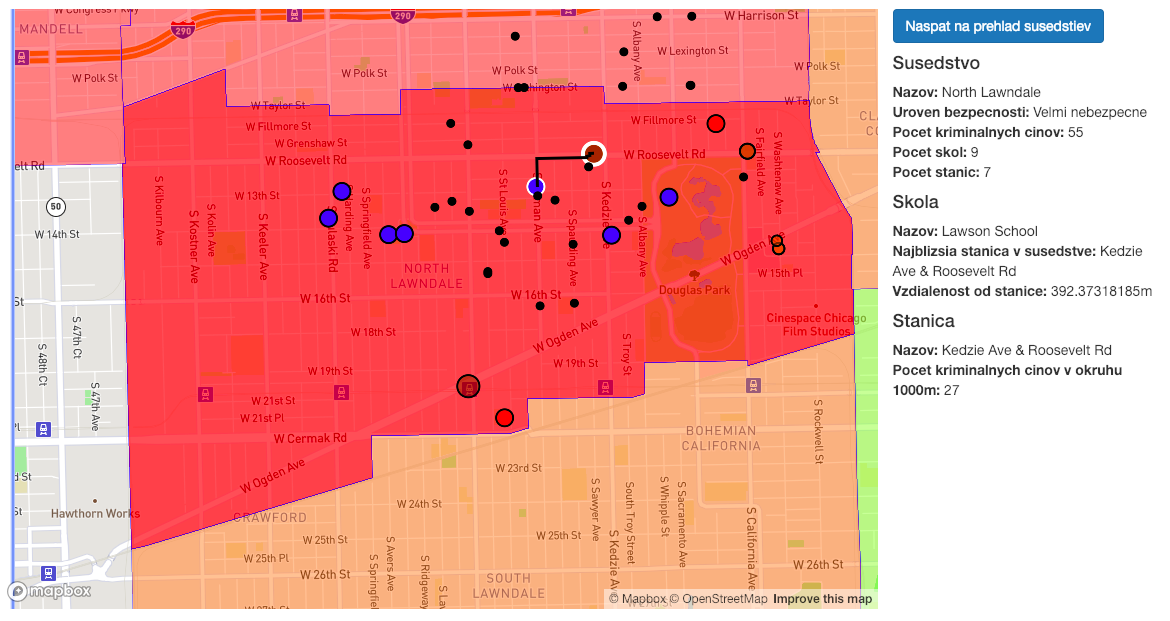 W Congress Pkwy
MANDELL
290
290
W Harrison St
S Albany Ave
W Lexington St
W Polk St
W Polk St
W Polk St
W Polk St
W Taylor St
W Taylor St
W Fillmore St
W Fillmore St
W Grenshaw St
W Roosevelt Rd
W Roosevelt Rd
elt Rd
S Fairfield Ave
S Washtenaw Ave
S Kilbourn Ave
S Kolin Ave
S Kostner Ave
S Keeler Ave
W 13th St
S Springfield Ave
S St Louis Ave
S Spaulding Ave
S Albany Ave
50
W 14th St
W Ogden Ave
W 15th Pl
NORTH
LAWNDALE
Douglas Park
W 16th St
W 16th St
St
Cinespace Chicago
Film Studios
S 47th Ct
S 48th Ct
W 18th St
W Ogden Ave
S Troy St
W 19th St
W 19th St
S 47th Ave
W 21st St
W 21st Pl
W Cermak Rd
BOHEMIAN
CALIFORNIA
S Rockwell St
W Ogden Ave
W 23rd St
d St
Hawthorn Works
CRAWFORD
W 24th St
S Sawyer Ave
South Troy Street
S Whipple St
S Sacramento Ave
S California Ave
W 25th St
W 25th St
W 25th Pl
W 26th St
W 26th St
S Avers Ave
S Ridgeway
S Springfiel
S Kedzie Av
SOUTH
LAWNDALE
mapbox
© Mapbox © OpenStreetMap Improve this map
Naspat na prehlad susedstiev
Susedstvo
Nazov: North Lawndale
Uroven bezpecnosti: Velmi nebezpecne
Pocet kriminalnych cinov: 55
Pocet skol: 9
Pocet stanic: 7
Skola
Nazov: Lawson School
Najblizsia stanica v susedstve: Kedzie
Ave & Roosevelt Rd
Vzdialenost od stanice: 392.37318185m
Stanica
Nazov: Kedzie Ave & Roosevelt Rd
Pocet kriminalnych cinov v okruhu
1000m: 27